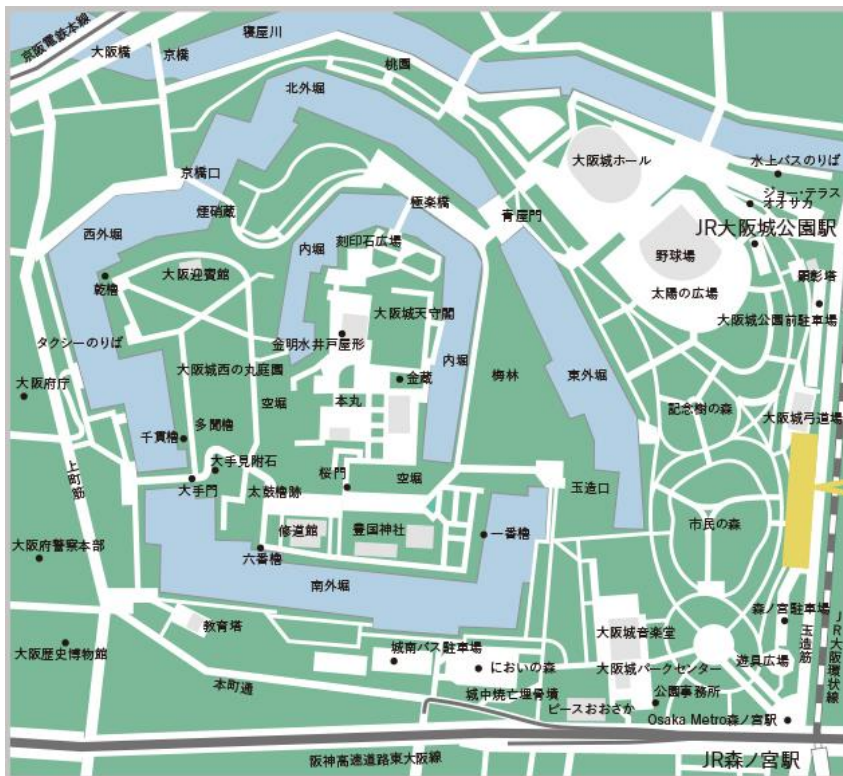 京阪電鉄本線
大阪橋
京橋
寝屋川
桃園
北外堀
大阪城ホール
水上バスのりば
京橋口
煙硝蔵
極楽橋
青屋門
ジョー・テラス
オオサカ
JR大阪城公園駅
西外堀
刻印石広場
内堀
野球場
乾櫓
大阪迎賓館
太陽の広場
顕彰塔
大阪城天守閣
大阪城公園前駐車場
タクシーのりば
金明水井戸屋形
内堀
大阪城西の丸庭園
金蔵
梅林
東外堀
大阪府庁
空堀
本丸
記念樹の森
大阪城弓道場
多聞櫓
千貫櫓
大手見附石
上町筋
大手門
太鼓櫓跡
桜門
空堀
玉造口
市民の森
修道館
豊国神社
一番櫓
大阪府警察本部
六番櫓
南外堀
森ノ宮駐車場
教育塔
大阪城音楽堂
玉造筋
JR大阪環状線
大阪歴史博物館
城南バス駐車場
においの森
大阪城パークセンター
遊具広場
本町通
城中焼亡埋骨墳
公園事務所
ピースおおさか
Osaka Metro森ノ宮駅
阪神高速道路東大阪線
JR森ノ宮駅